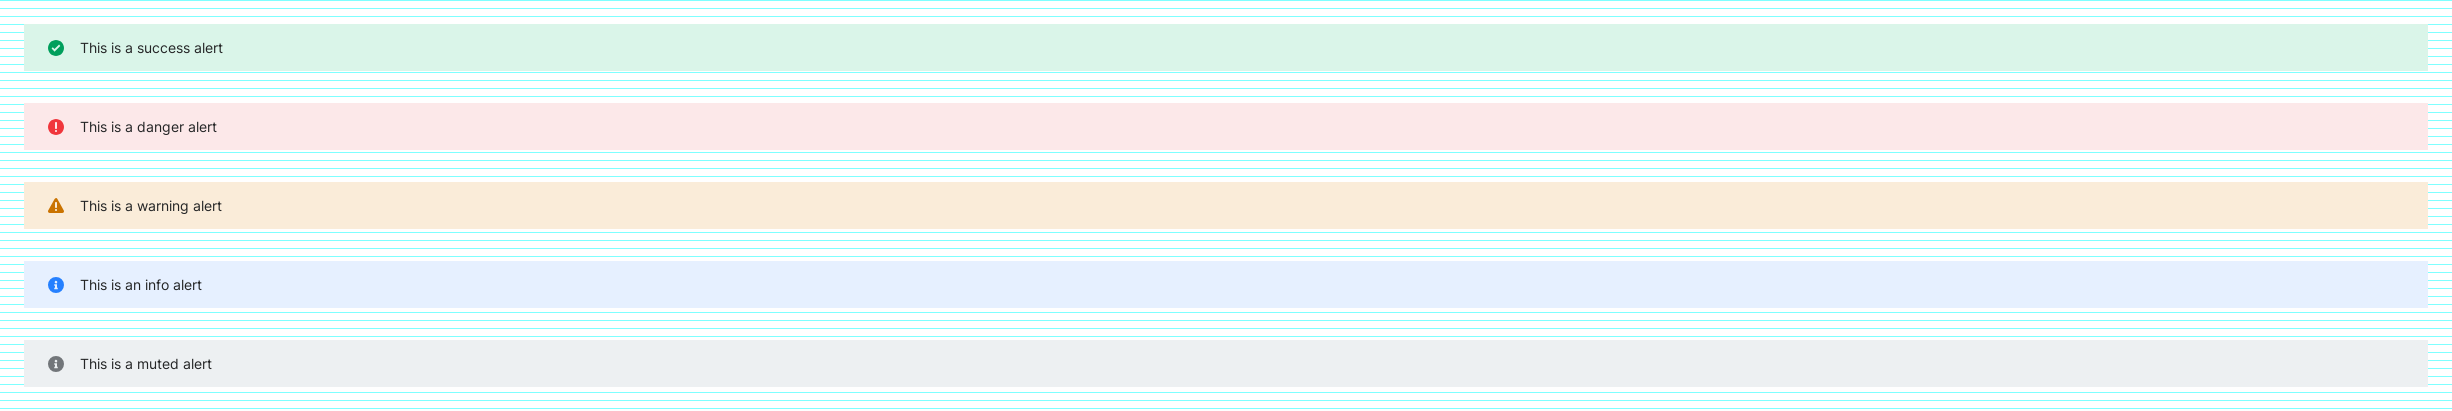 This is a success alert
This is a danger alert
This is a warning alert
This is an info alert
This is a muted alert